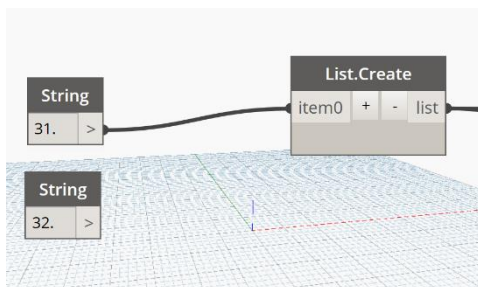 List.Create
item0 + - list
String
31. >
String
32. >